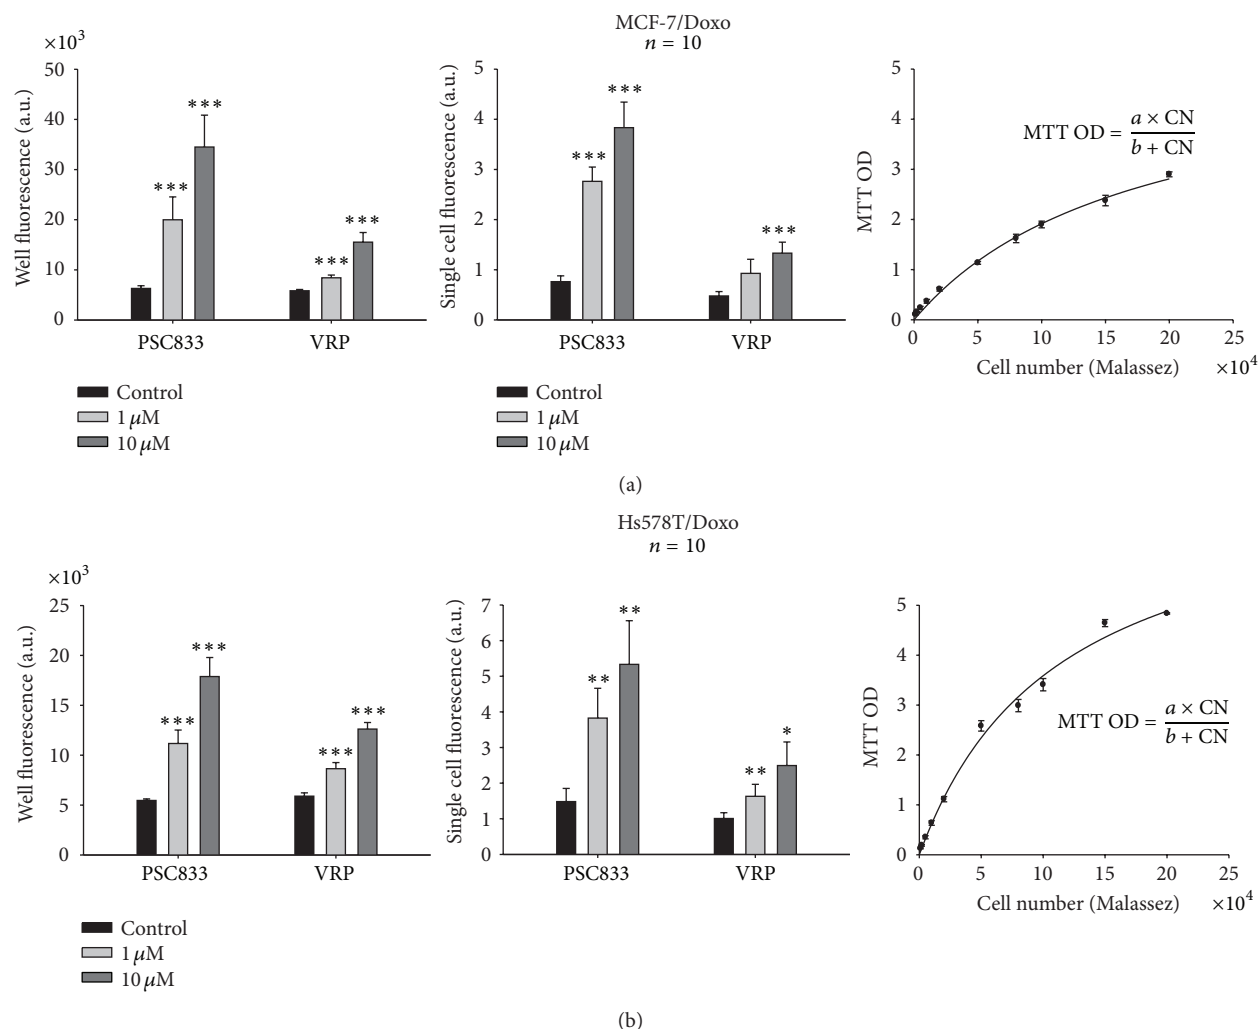 MCF-7/Doxo
n = 10
×10³
Well fluorescence (a.u.)
50
40
30
20
10
0
*** *** *** ***
PSC833 VRP
Control
1 μM
10 μM
Single cell fluorescence (a.u.)
5
4
3
2
1
0
*** *** ***
PSC833 VRP
Control
1 μM
10 μM
MTT OD
5
4
3
2
1
0
MTT OD = a × CN / b + CN
0 5 10 15 20 25
Cell number (Malassez) ×10⁴
(a)
Hs578T/Doxo
n = 10
×10³
Well fluorescence (a.u.)
25
20
15
10
5
0
*** *** *** ***
PSC833 VRP
Control
1 μM
10 μM
Single cell fluorescence (a.u.)
7
6
5
4
3
2
1
0
** ** ** *
PSC833 VRP
MTT OD
5
4
3
2
1
0
MTT OD = a × CN / b + CN
0 5 10 15 20 25
Cell number (Malassez) ×10⁴
(b)